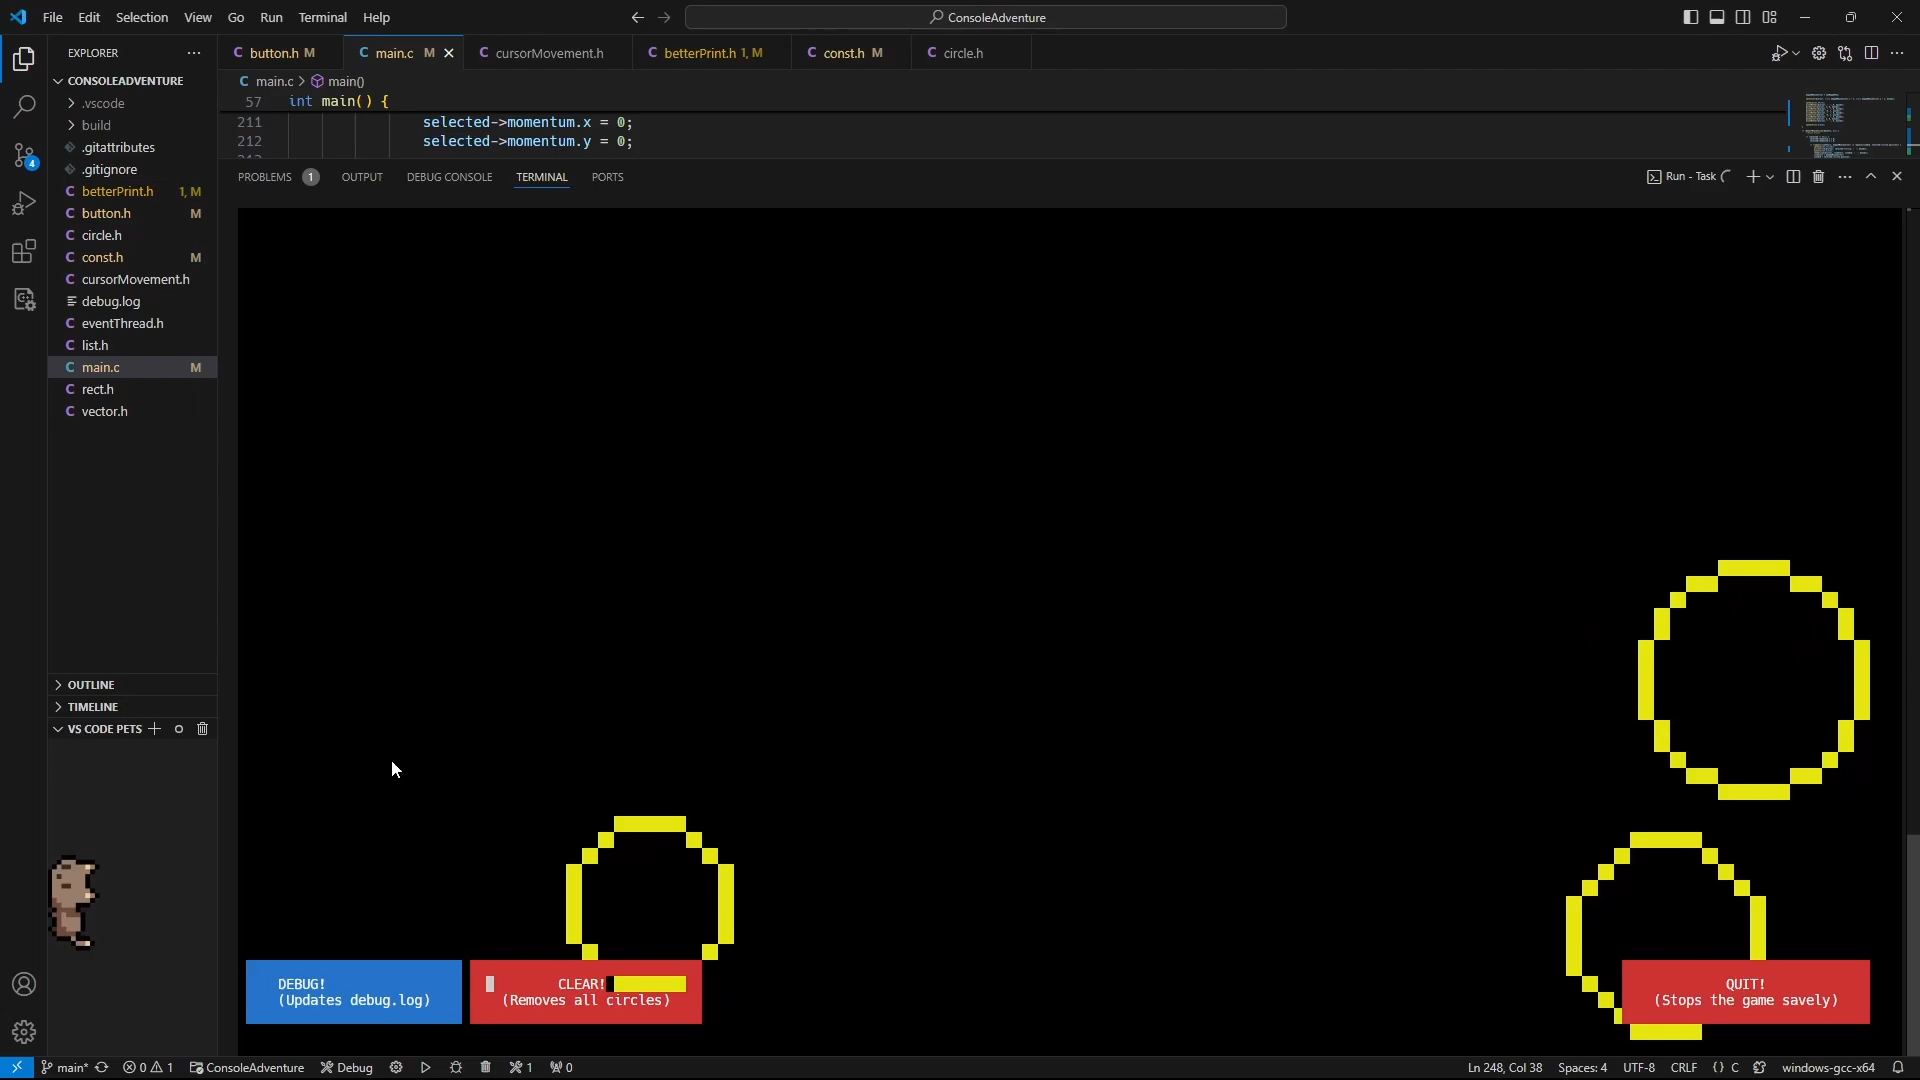 File Edit Selection View Go Run Terminal Help
ConsoleAdventure
EXPLORER
button.h M
main.c M
cursorMovement.h
betterPrint.h 1, M
const.h M
circle.h
CONSOLEADVENTURE
main.c > main()
.vscode
57 int main() {
build
211 selected->momentum.x = 0;
.gitattributes
212 selected->momentum.y = 0;
.gitignore
PROBLEMS 1 OUTPUT DEBUG CONSOLE TERMINAL PORTS
Run - Task
betterPrint.h 1, M
button.h M
circle.h
const.h M
cursorMovement.h
debug.log
eventThread.h
list.h
main.c M
rect.h
vector.h
OUTLINE
TIMELINE
VS CODE PETS
DEBUG!
(Updates debug.log)
CLEAR!
(Removes all circles)
QUIT!
(Stops the game savely)
4
main* 0 1 ConsoleAdventure Debug 1 0
Ln 248, Col 38 Spaces: 4 UTF-8 CRLF {} C windows-gcc-x64